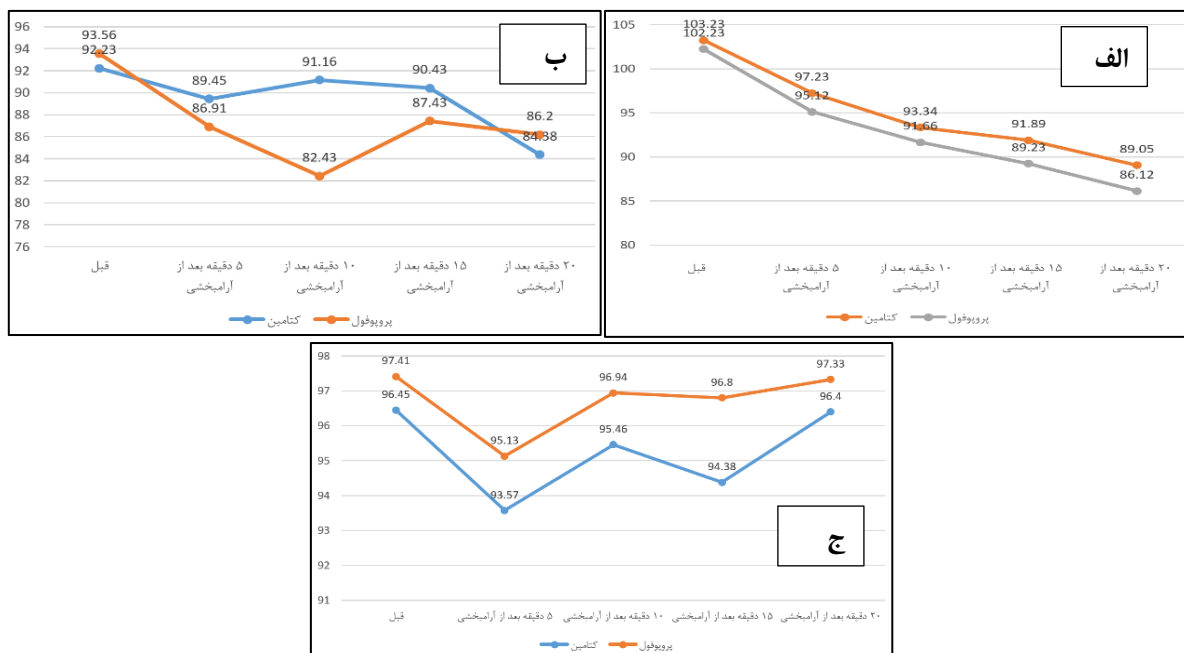 الف
105
100
95
90
85
80
103.23
102.23
97.23
95.12
93.34
91.66
91.89
89.23
89.05
86.12
قبل
۵ دقیقه بعد از
آرامبخشی
۱۰ دقیقه بعد از
آرامبخشی
۱۵ دقیقه بعد از
آرامبخشی
۲۰ دقیقه بعد از
آرامبخشی
کتامین
پروپوفول
ب
96
94
92
90
88
86
84
82
80
78
76
93.56
92.23
89.45
86.91
91.16
82.43
90.43
87.43
86.2
84.38
قبل
۵ دقیقه بعد از
آرامبخشی
۱۰ دقیقه بعد از
آرامبخشی
۱۵ دقیقه بعد از
آرامبخشی
۲۰ دقیقه بعد از
آرامبخشی
کتامین
پروپوفول
ج
98
97
96
95
94
93
92
91
97.41
96.45
95.13
93.57
96.94
95.46
96.8
94.38
97.33
96.4
قبل
۵ دقیقه بعد از آرامبخشی
۱۰ دقیقه بعد از آرامبخشی
۱۵ دقیقه بعد از آرامبخشی
۲۰ دقیقه بعد از آرامبخشی
کتامین
پروپوفول